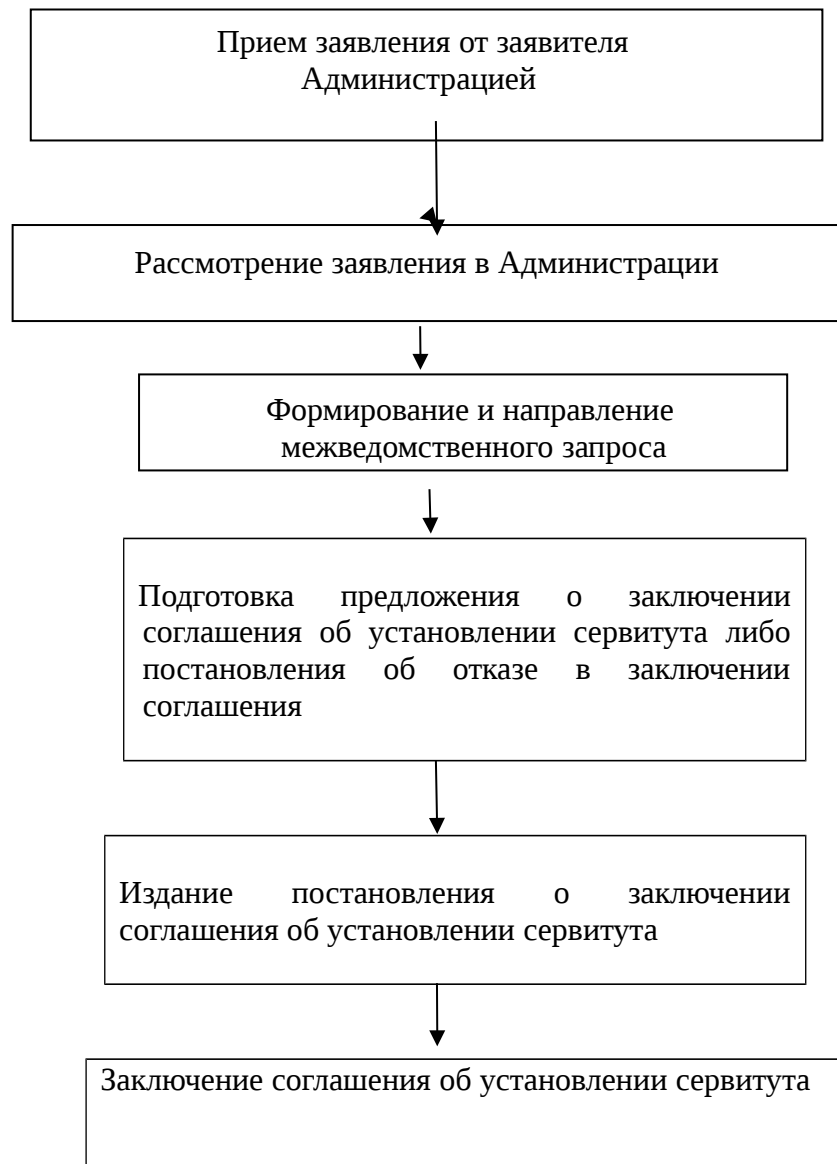 Прием заявления от заявителя
Администрацией
Рассмотрение заявления в Администрации
Формирование и направление
межведомственного запроса
Подготовка предложения о заключении
соглашения об установлении сервитута либо
постановления об отказе в заключении
соглашения
Издание постановления о заключении
соглашения об установлении сервитута
Заключение соглашения об установлении сервитута